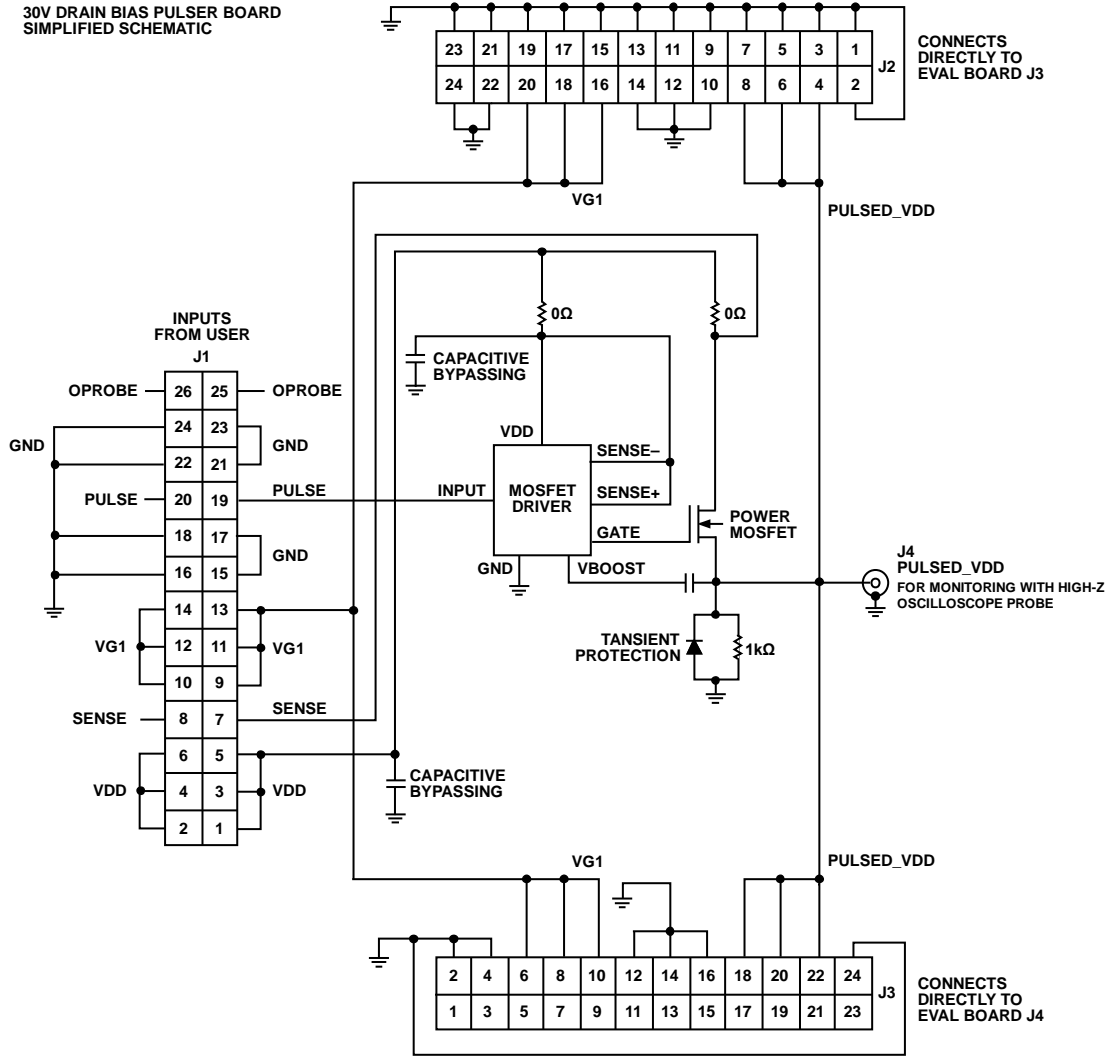 30V DRAIN BIAS PULSER BOARD
SIMPLIFIED SCHEMATIC
23 21 19 17 15 13 11 9 7 5 3 1
24 22 20 18 16 14 12 10 8 6 4 2
J2
CONNECTS
DIRECTLY TO
EVAL BOARD J3
VG1
PULSED_VDD
0Ω
0Ω
CAPACITIVE
BYPASSING
INPUTS
FROM USER
J1
OPROBE 26 25 OPROBE
24 23
GND
GND
22 21
PULSE 20 19 PULSE
18 17
GND
16 15
14 13
VG1 12 11 VG1
10 9
SENSE 8 7 SENSE
6 5
VDD 4 3 VDD
2 1
VDD
SENSE–
INPUT
MOSFET
DRIVER
SENSE+
GATE
GND
VBOOST
POWER
MOSFET
J4
PULSED_VDD
FOR MONITORING WITH HIGH-Z
OSCILLOSCOPE PROBE
TANSIENT
PROTECTION
1kΩ
CAPACITIVE
BYPASSING
VG1
PULSED_VDD
2 4 6 8 10 12 14 16 18 20 22 24
1 3 5 7 9 11 13 15 17 19 21 23
J3
CONNECTS
DIRECTLY TO
EVAL BOARD J4